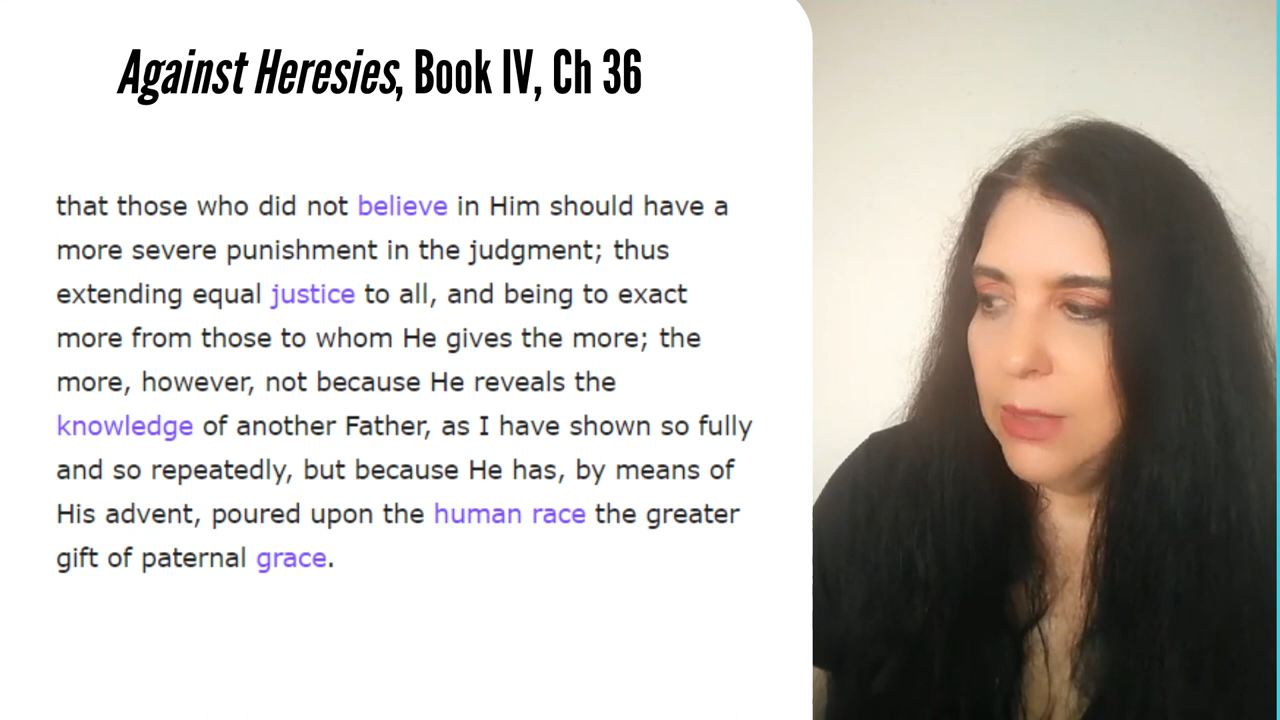 Against Heresies, Book IV, Ch 36
that those who did not believe in Him should have a
more severe punishment in the judgment; thus
extending equal justice to all, and being to exact
more from those to whom He gives the more; the
more, however, not because He reveals the
knowledge of another Father, as I have shown so fully
and so repeatedly, but because He has, by means of
His advent, poured upon the human race the greater
gift of paternal grace.